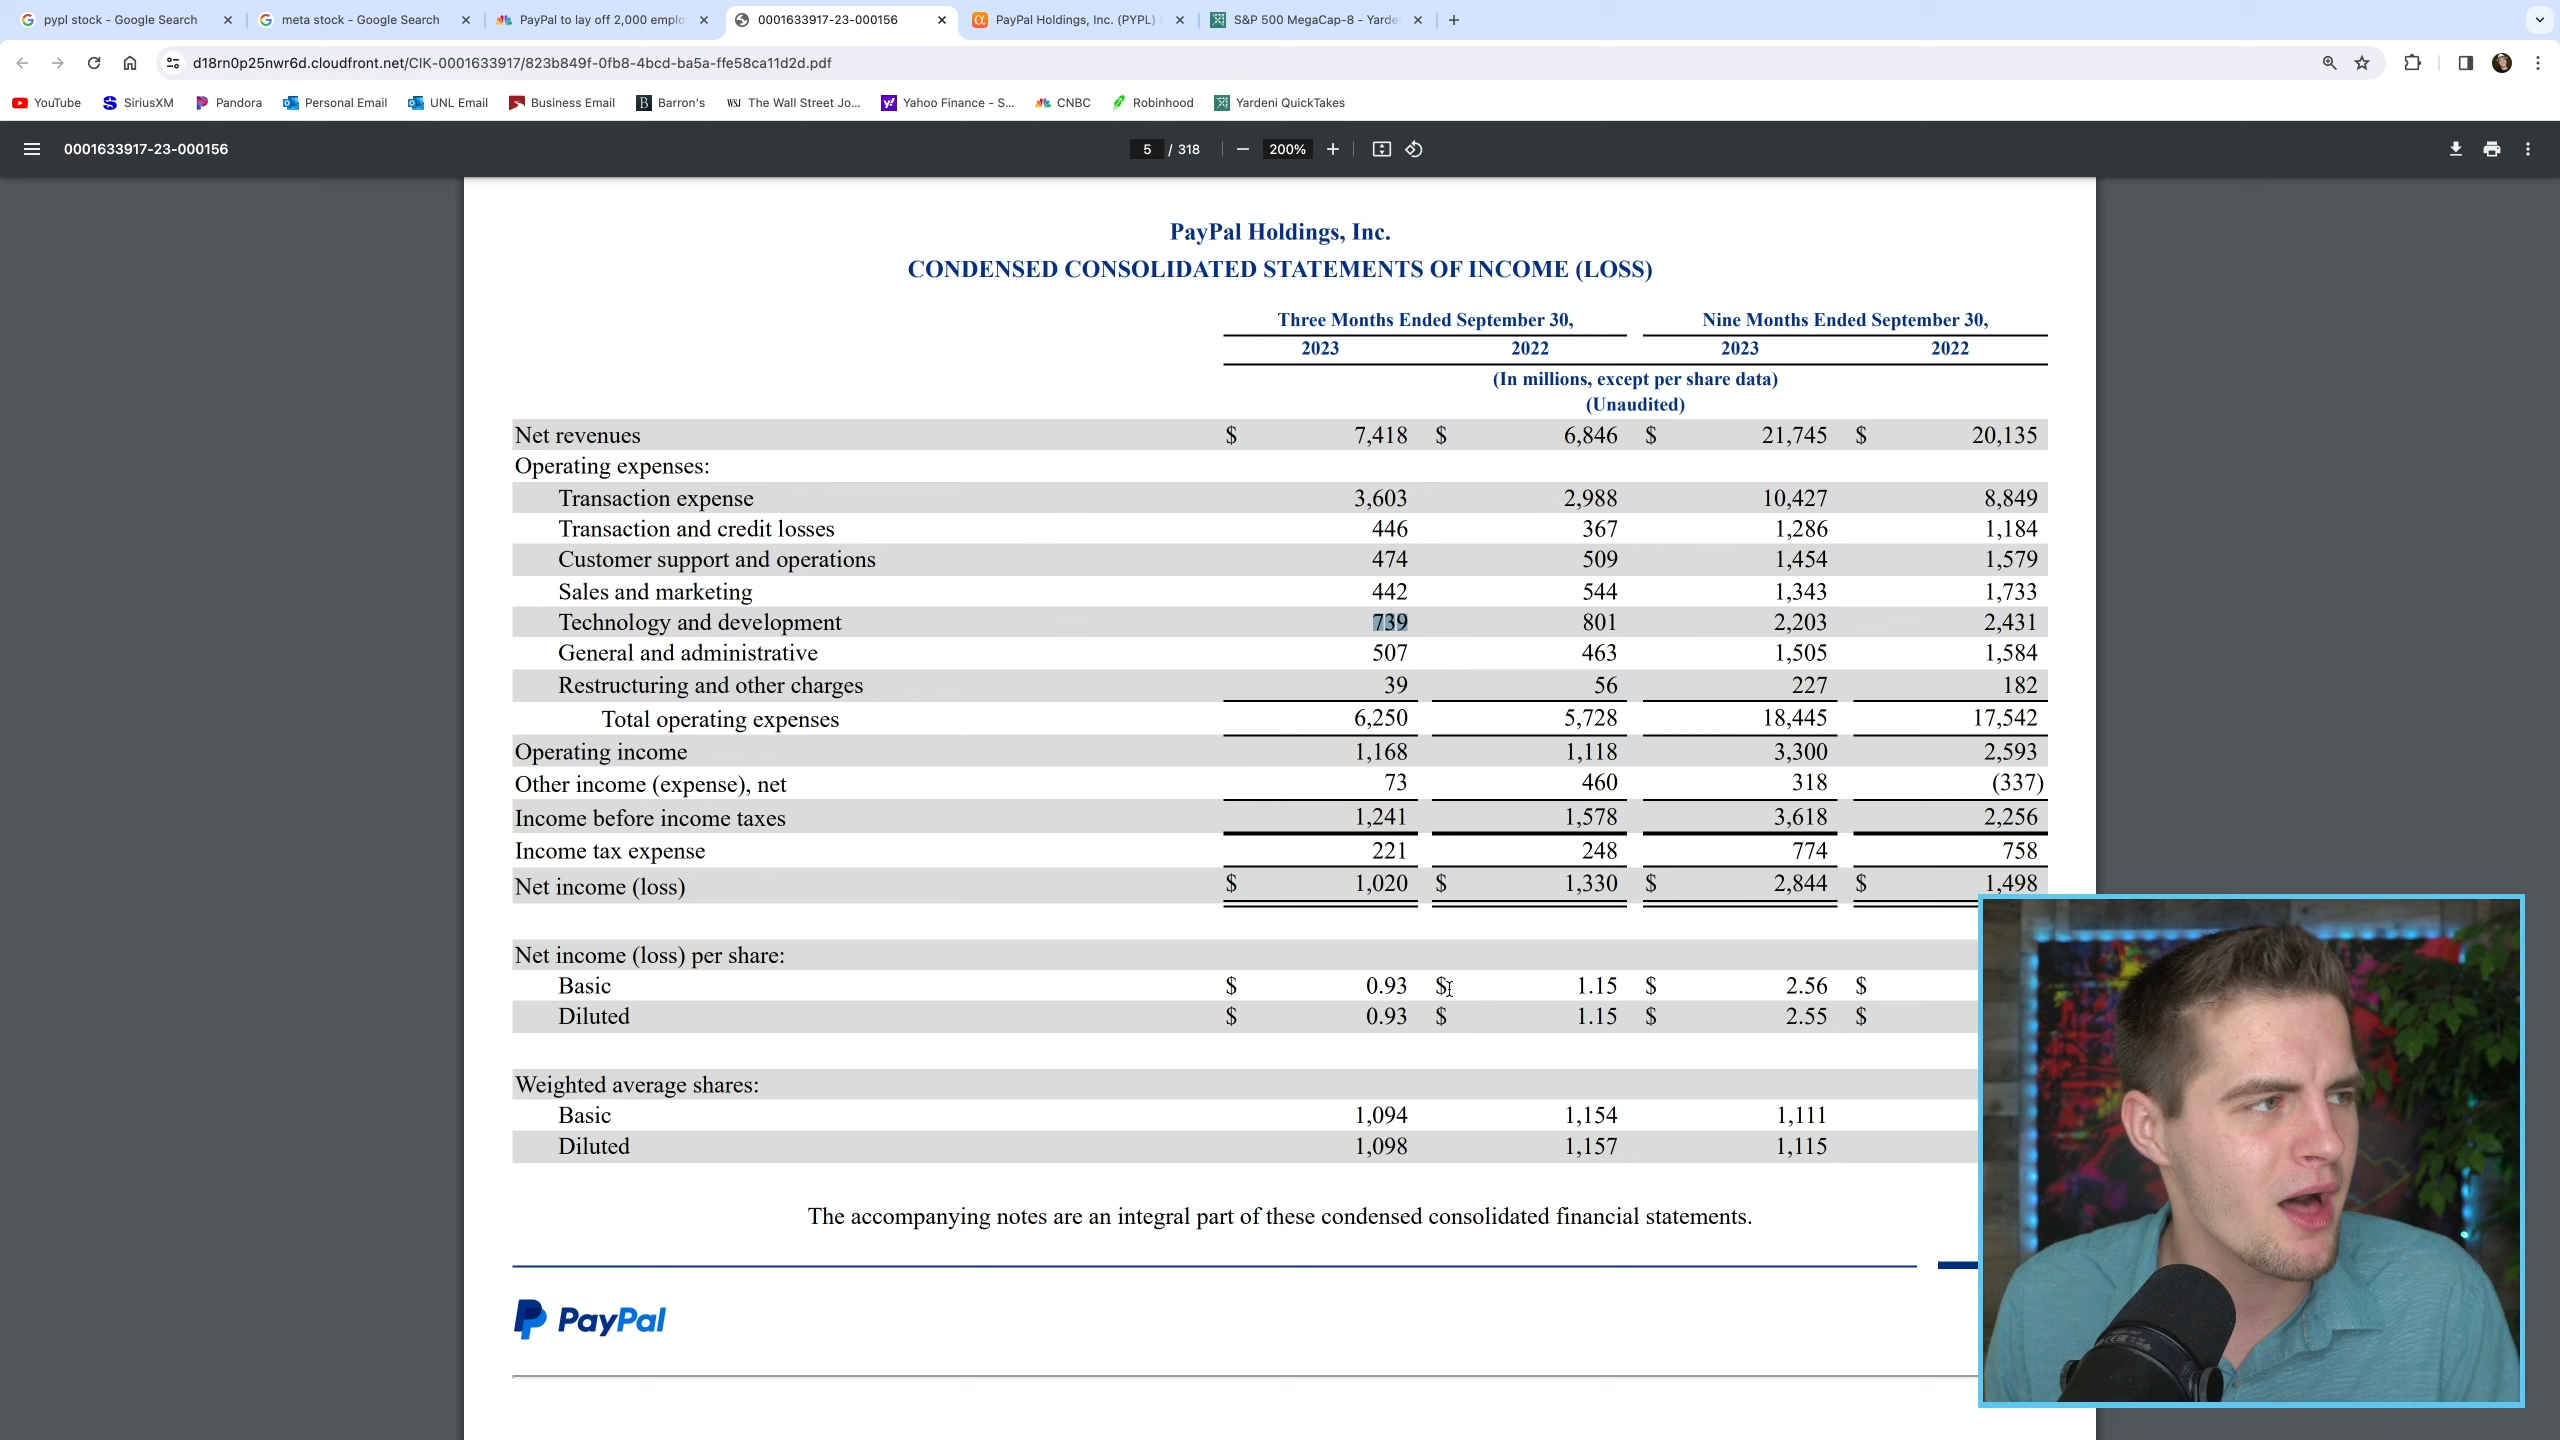 pypl stock - Google Search
meta stock - Google Search
PayPal to lay off 2,000 emplo
0001633917-23-000156
PayPal Holdings, Inc. (PYPL)
S&P 500 MegaCap-8 - Yarde
d18rn0p25nwr6d.cloudfront.net/CIK-0001633917/823b849f-0fb8-4bcd-ba5a-ffe58ca11d2d.pdf
YouTube SiriusXM Pandora Personal Email UNL Email Business Email Barron's The Wall Street Jo... Yahoo Finance - S... CNBC Robinhood Yardeni QuickTakes
0001633917-23-000156 5 / 318 − 200% +
PayPal Holdings, Inc.
CONDENSED CONSOLIDATED STATEMENTS OF INCOME (LOSS)
Three Months Ended September 30, Nine Months Ended September 30,
2023 2022 2023 2022
(In millions, except per share data)
(Unaudited)
Net revenues $ 7,418 $ 6,846 $ 21,745 $ 20,135
Operating expenses:
Transaction expense 3,603 2,988 10,427 8,849
Transaction and credit losses 446 367 1,286 1,184
Customer support and operations 474 509 1,454 1,579
Sales and marketing 442 544 1,343 1,733
Technology and development 739 801 2,203 2,431
General and administrative 507 463 1,505 1,584
Restructuring and other charges 39 56 227 182
Total operating expenses 6,250 5,728 18,445 17,542
Operating income 1,168 1,118 3,300 2,593
Other income (expense), net 73 460 318 (337)
Income before income taxes 1,241 1,578 3,618 2,256
Income tax expense 221 248 774 758
Net income (loss) $ 1,020 $ 1,330 $ 2,844 $ 1,498
Net income (loss) per share:
Basic $ 0.93 $ 1.15 $ 2.56 $
Diluted $ 0.93 $ 1.15 $ 2.55 $
Weighted average shares:
Basic 1,094 1,154 1,111
Diluted 1,098 1,157 1,115
The accompanying notes are an integral part of these condensed consolidated financial statements.
PayPal